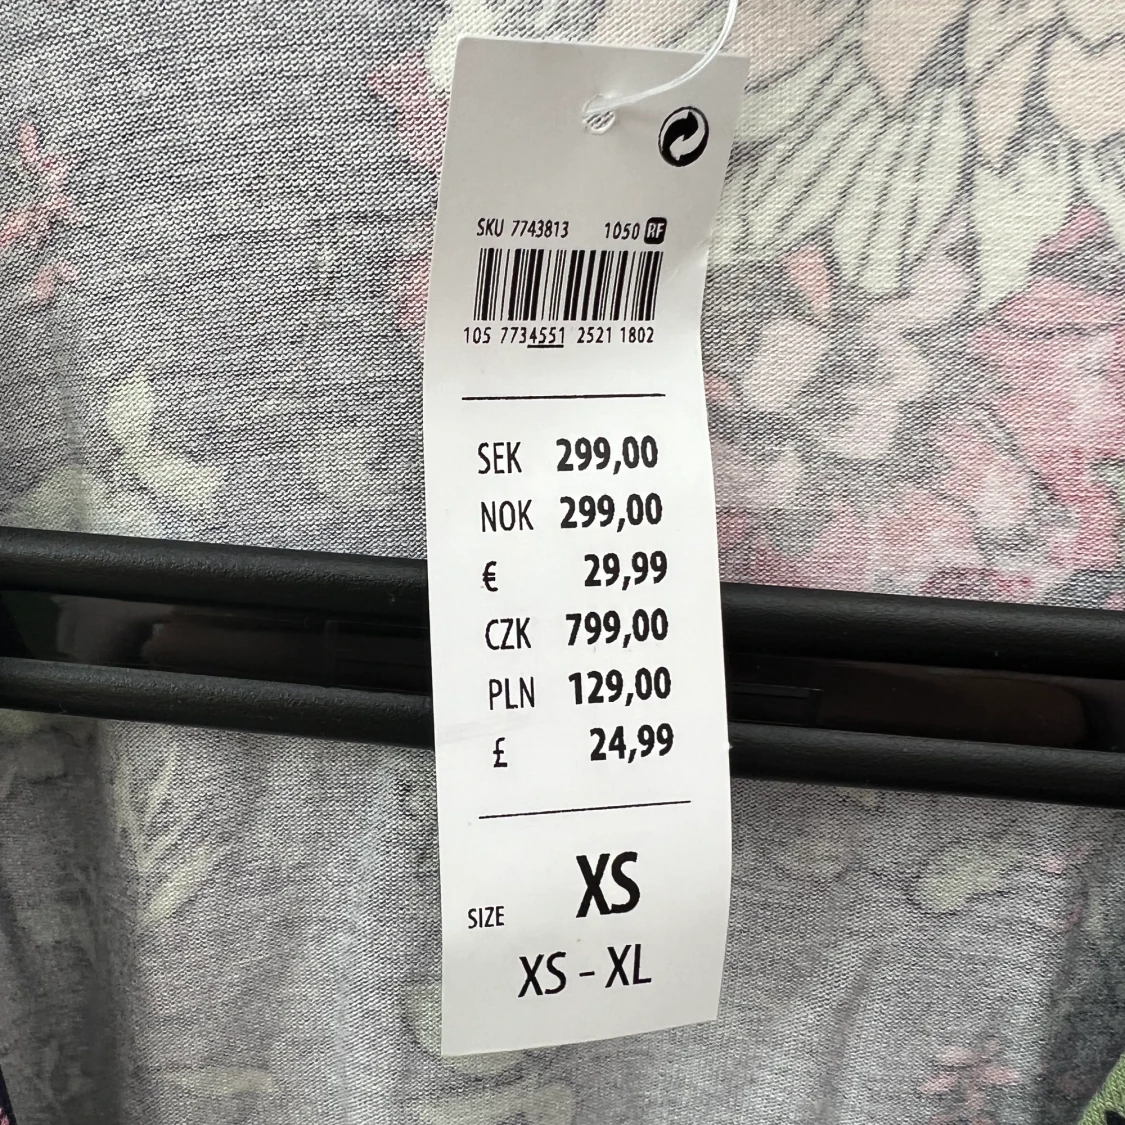 SKU 7743813 1050 RF
105 7734551 2521 1802
SEK 299,00
NOK 299,00
€ 29,99
CZK 799,00
PLN 129,00
£ 24,99
SIZE XS
XS - XL